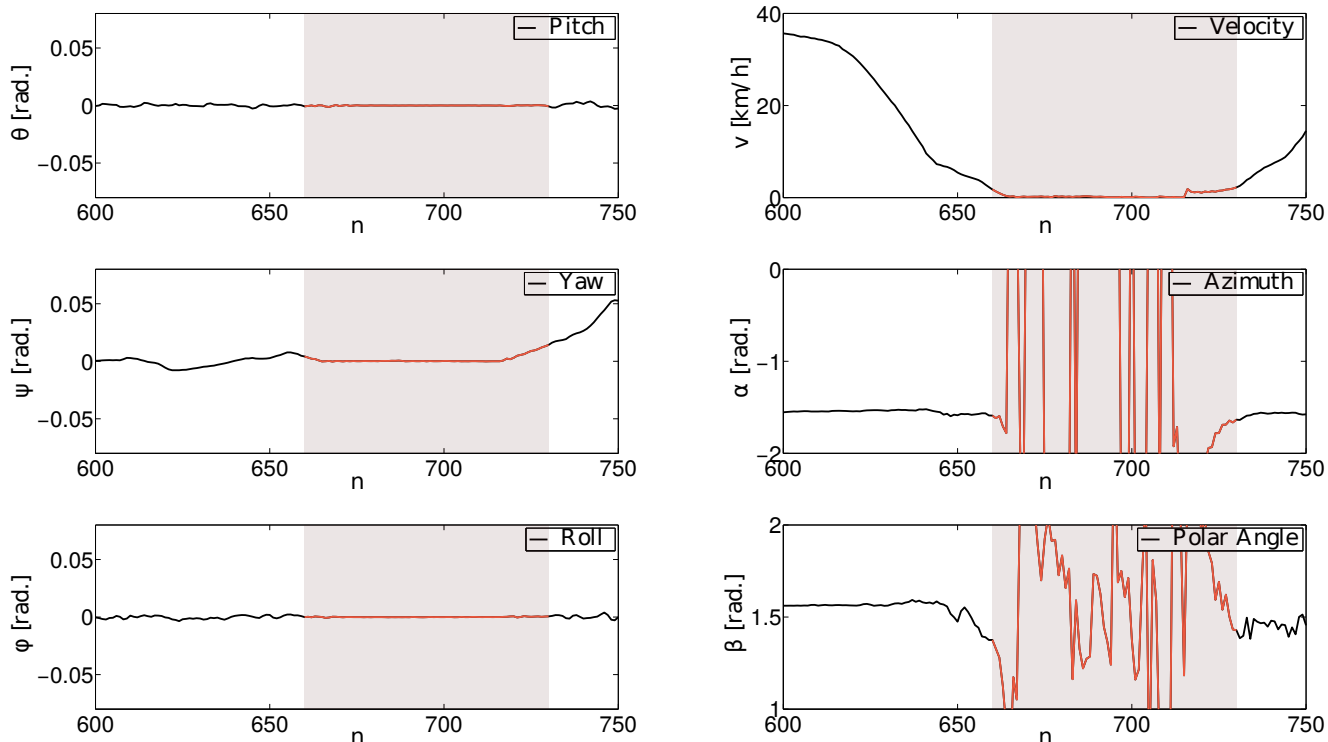 Pitch
0.05
0
−0.05
θ [rad.]
600
650
700
750
n
Velocity
40
20
0
v [km/h]
600
650
700
750
n
Yaw
0.05
0
−0.05
ψ [rad.]
600
650
700
750
n
Azimuth
0
−1
−2
α [rad.]
600
650
700
750
n
Roll
0.05
0
−0.05
φ [rad.]
600
650
700
750
n
Polar Angle
2
1.5
1
β [rad.]
600
650
700
750
n